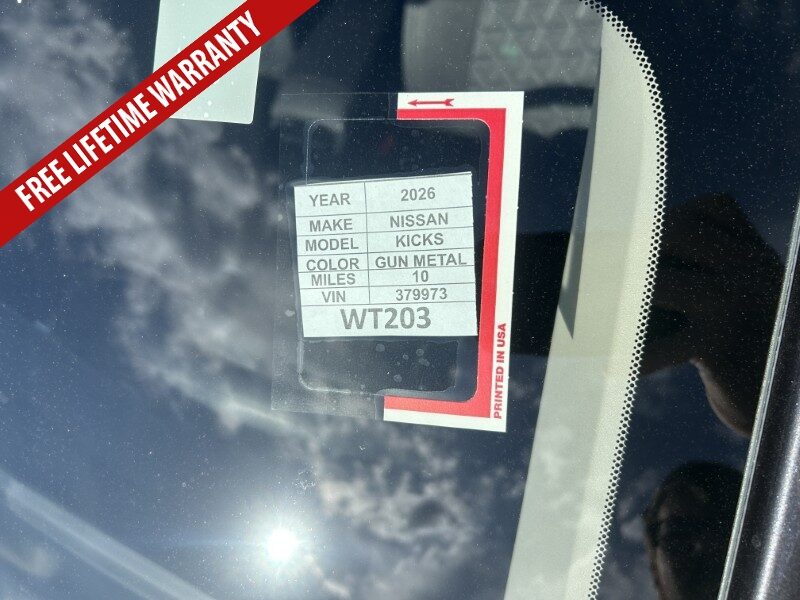 FREE LIFETIME WARRANTY
YEAR 2026
MAKE NISSAN
MODEL KICKS
COLOR GUN METAL
MILES 10
VIN 379973
WT203
PRINTED IN USA